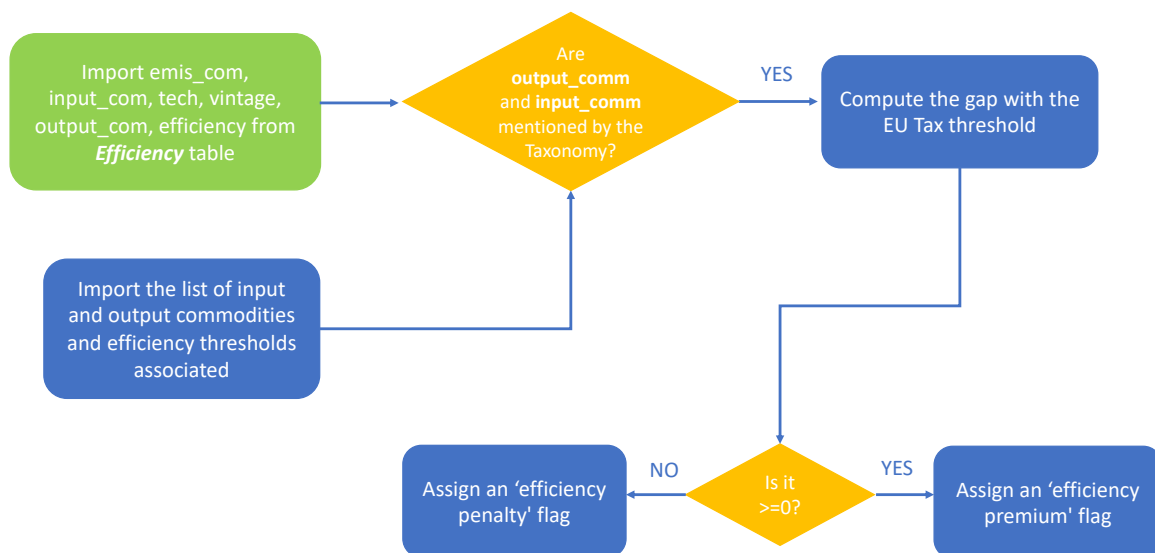 Import emis_com,
input_com, tech, vintage,
output_com, efficiency from
Efficiency table
Are
output_comm
and input_comm
mentioned by the
Taxonomy?
YES
Compute the gap with the
EU Tax threshold
Import the list of input
and output commodities
and efficiency thresholds
associated
Assign an ‘efficiency
penalty' flag
NO
Is it
>=0?
YES
Assign an ‘efficiency
premium' flag